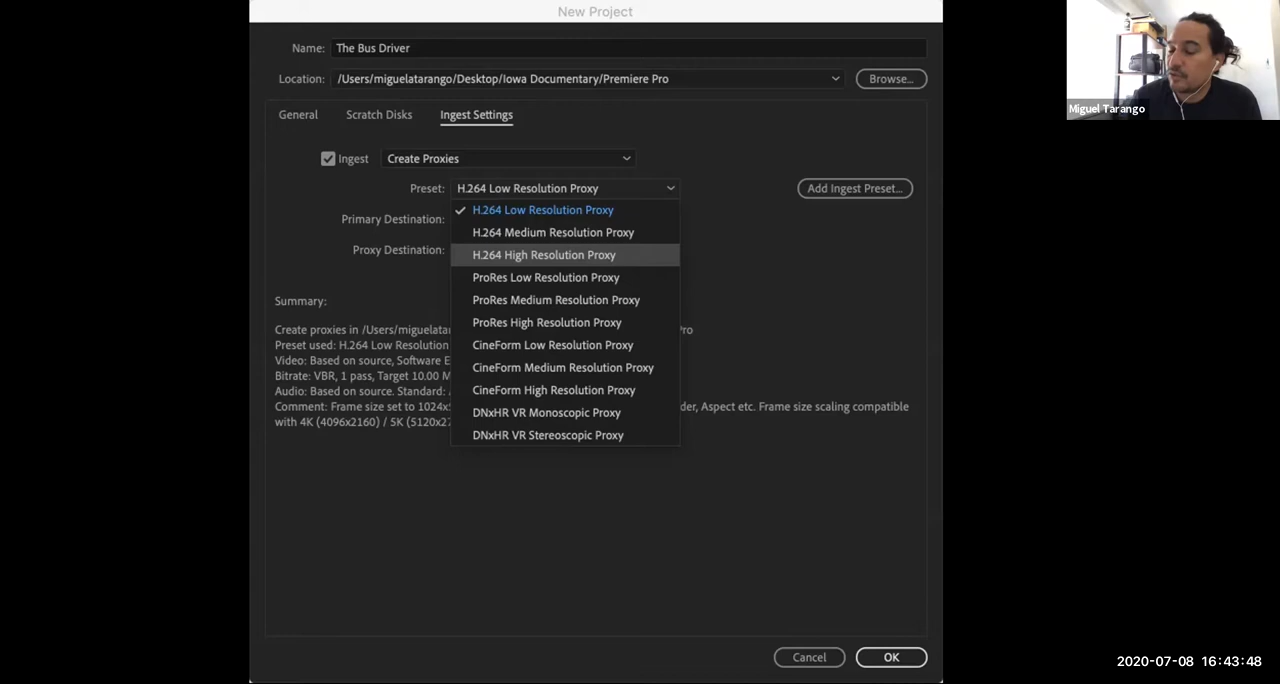 New Project
Name: The Bus Driver
Location: /Users/miguelatarango/Desktop/Iowa Documentary/Premiere Pro Browse...
General Scratch Disks Ingest Settings
Ingest Create Proxies
Preset: H.264 Low Resolution Proxy Add Ingest Preset...
H.264 Low Resolution Proxy
Primary Destination:
H.264 Medium Resolution Proxy
Proxy Destination:
H.264 High Resolution Proxy
ProRes Low Resolution Proxy
ProRes Medium Resolution Proxy
ProRes High Resolution Proxy
CineForm Low Resolution Proxy
CineForm Medium Resolution Proxy
CineForm High Resolution Proxy
DNxHR VR Monoscopic Proxy
DNxHR VR Stereoscopic Proxy
Summary:
Create proxies in /Users/miguelatar ro
Preset used: H.264 Low Resolution
Video: Based on source, Software E
Bitrate: VBR, 1 pass, Target 10.00 M
Audio: Based on source. Standard:
Comment: Frame size set to 1024x der, Aspect etc. Frame size scaling compatible
with 4K (4096x2160) / 5K (5120x2
Cancel OK
Miguel Tarango
2020-07-08 16:43:48